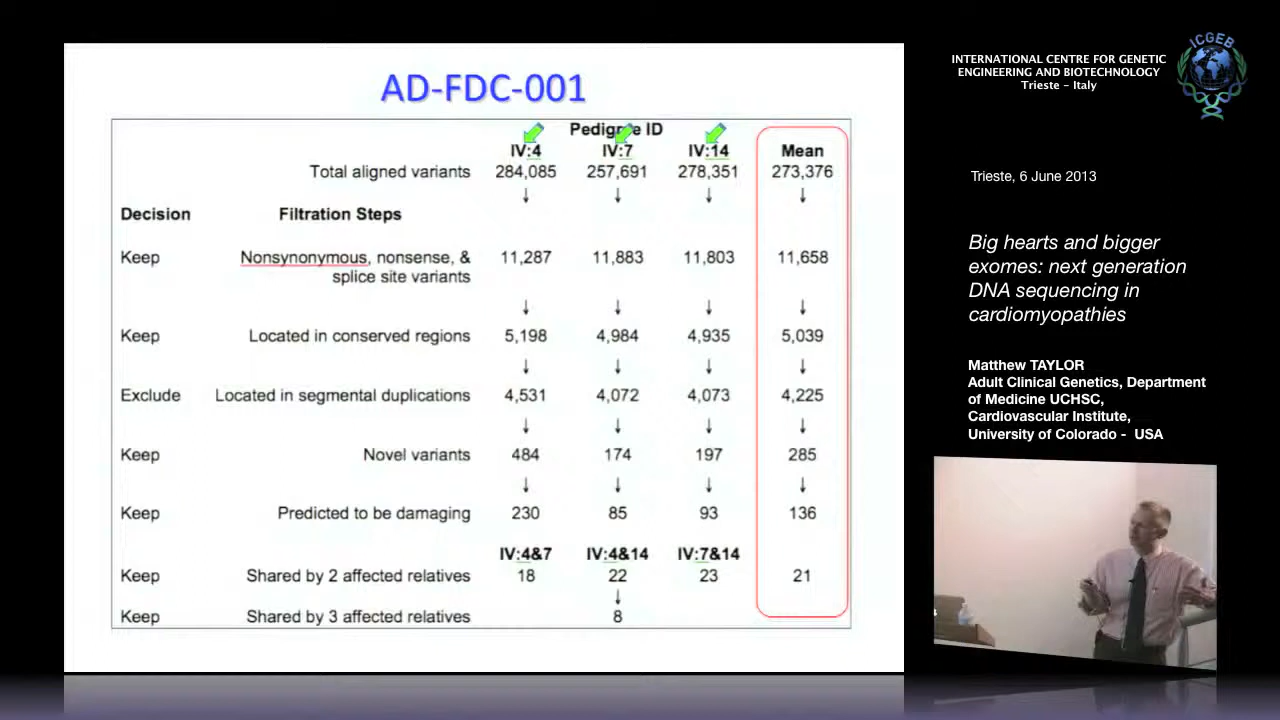 AD-FDC-001
Pedigree ID
IV:4 IV:7 IV:14 Mean
Total aligned variants 284,085 257,691 278,351 273,376
↓ ↓ ↓ ↓
Decision Filtration Steps
Keep Nonsynonymous, nonsense, & 11,287 11,883 11,803 11,658
splice site variants
↓ ↓ ↓ ↓
Keep Located in conserved regions 5,198 4,984 4,935 5,039
↓ ↓ ↓ ↓
Exclude Located in segmental duplications 4,531 4,072 4,073 4,225
↓ ↓ ↓ ↓
Keep Novel variants 484 174 197 285
↓ ↓ ↓ ↓
Keep Predicted to be damaging 230 85 93 136
IV:4&7 IV:4&14 IV:7&14
Keep Shared by 2 affected relatives 18 22 23 21
↓
Keep Shared by 3 affected relatives 8
INTERNATIONAL CENTRE FOR GENETIC
ENGINEERING AND BIOTECHNOLOGY
Trieste - Italy
ICGEB
Trieste, 6 June 2013
Big hearts and bigger
exomes: next generation
DNA sequencing in
cardiomyopathies
Matthew TAYLOR
Adult Clinical Genetics, Department
of Medicine UCHSC,
Cardiovascular Institute,
University of Colorado - USA